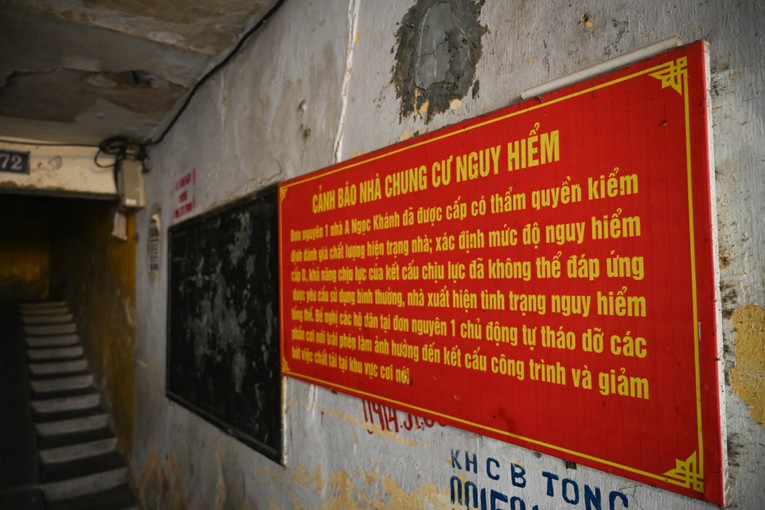 72
CẢNH BÁO NHÀ CHUNG CƯ NGUY HIỂM
Đơn nguyên 1 nhà A Ngọc Khánh đã được cấp có thẩm quyền kiểm
định đánh giá chất lượng hiện trạng nhà; xác định mức độ nguy hiểm
cấp D, khả năng chịu lực của kết cấu chịu lực đã không thể đáp ứng
được yêu cầu sử dụng bình thường, nhà xuất hiện tình trạng nguy hiểm
tổng thể. Đề nghị các hộ dân tại đơn nguyên 1 chủ động tự tháo dỡ các
phần cơi nới trái phép làm ảnh hưởng đến kết cấu công trình và giảm
bớt việc chất tải tại khu vực cơi nới
KHCB TONG